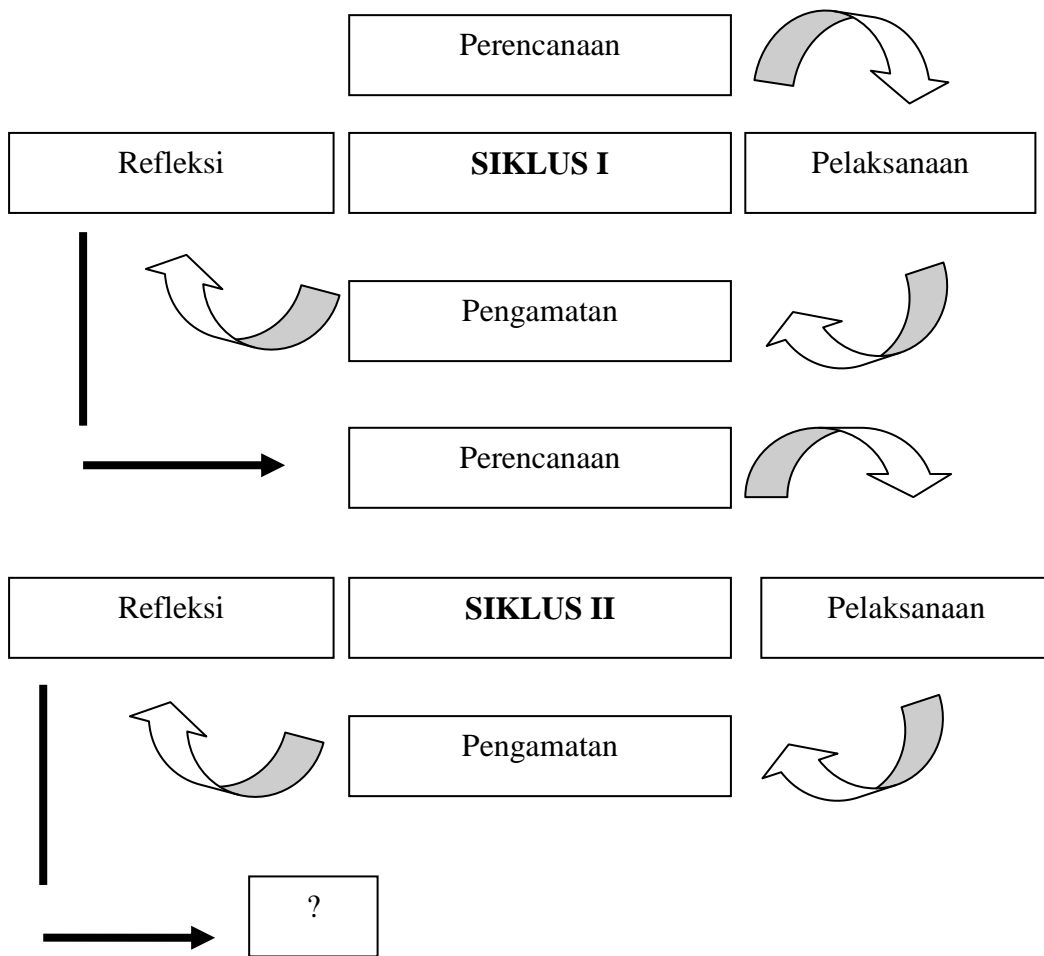 Perencanaan
Refleksi
SIKLUS I
Pelaksanaan
Pengamatan
Perencanaan
Refleksi
SIKLUS II
Pelaksanaan
Pengamatan
?